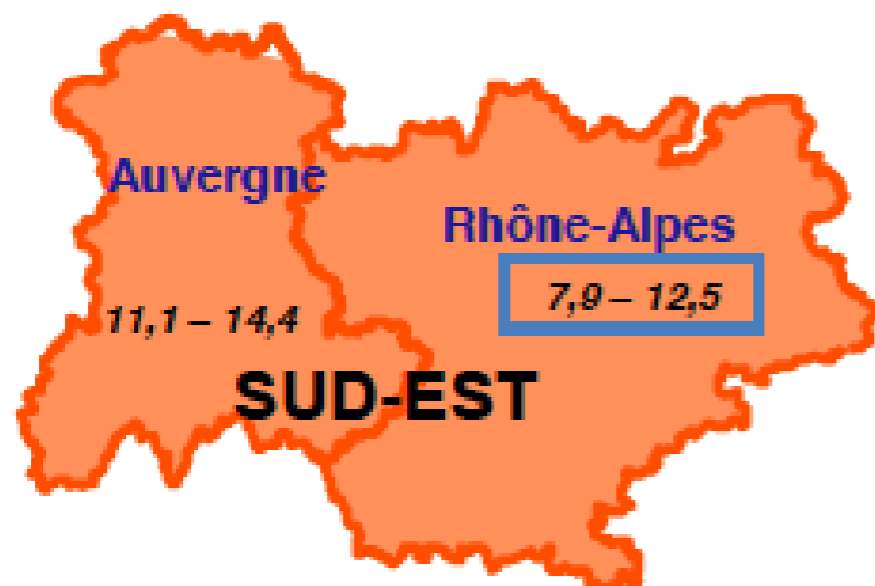 Auvergne
Rhône-Alpes
7,9 – 12,5
11,1 – 14,4
SUD-EST